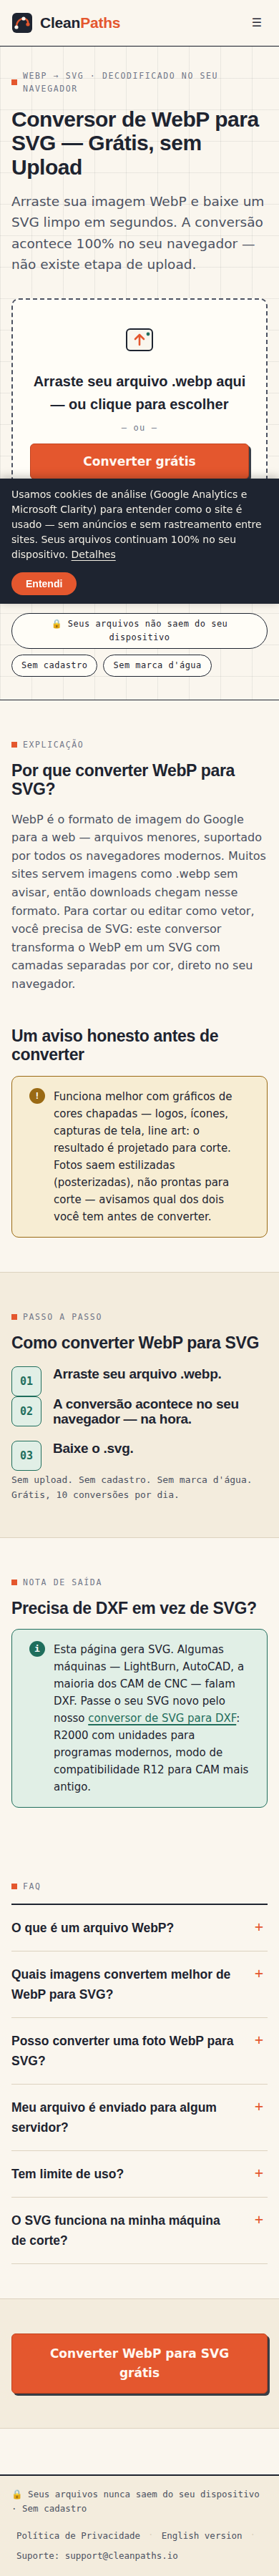 CleanPaths
☰
WEBP → SVG · DECODIFICADO NO SEU
NAVEGADOR
Conversor de WebP para
SVG — Grátis, sem
Upload
Arraste sua imagem WebP e baixe um
SVG limpo em segundos. A conversão
acontece 100% no seu navegador —
não existe etapa de upload.
Arraste seu arquivo .webp aqui
— ou clique para escolher
— ou —
Converter grátis
Usamos cookies de análise (Google Analytics e
Microsoft Clarity) para entender como o site é
usado — sem anúncios e sem rastreamento entre
sites. Seus arquivos continuam 100% no seu
dispositivo. Detalhes
Entendi
🔒 Seus arquivos não saem do seu
dispositivo
Sem cadastro
Sem marca d'água
EXPLICAÇÃO
Por que converter WebP para
SVG?
WebP é o formato de imagem do Google
para a web — arquivos menores, suportado
por todos os navegadores modernos. Muitos
sites servem imagens como .webp sem
avisar, então downloads chegam nesse
formato. Para cortar ou editar como vetor,
você precisa de SVG: este conversor
transforma o WebP em um SVG com
camadas separadas por cor, direto no seu
navegador.
Um aviso honesto antes de
converter
! Funciona melhor com gráficos de
cores chapadas — logos, ícones,
capturas de tela, line art: o
resultado é projetado para corte.
Fotos saem estilizadas
(posterizadas), não prontas para
corte — avisamos qual dos dois
você tem antes de converter.
PASSO A PASSO
Como converter WebP para SVG
01 Arraste seu arquivo .webp.
02 A conversão acontece no seu
navegador — na hora.
03 Baixe o .svg.
Sem upload. Sem cadastro. Sem marca d'água.
Grátis, 10 conversões por dia.
NOTA DE SAÍDA
Precisa de DXF em vez de SVG?
i Esta página gera SVG. Algumas
máquinas — LightBurn, AutoCAD, a
maioria dos CAM de CNC — falam
DXF. Passe o seu SVG novo pelo
nosso conversor de SVG para DXF:
R2000 com unidades para
programas modernos, modo de
compatibilidade R12 para CAM mais
antigo.
FAQ
O que é um arquivo WebP? +
Quais imagens convertem melhor de +
WebP para SVG?
Posso converter uma foto WebP para +
SVG?
Meu arquivo é enviado para algum +
servidor?
Tem limite de uso? +
O SVG funciona na minha máquina +
de corte?
Converter WebP para SVG
grátis
🔒 Seus arquivos nunca saem do seu dispositivo
· Sem cadastro
Política de Privacidade · English version ·
Suporte: support@cleanpaths.io